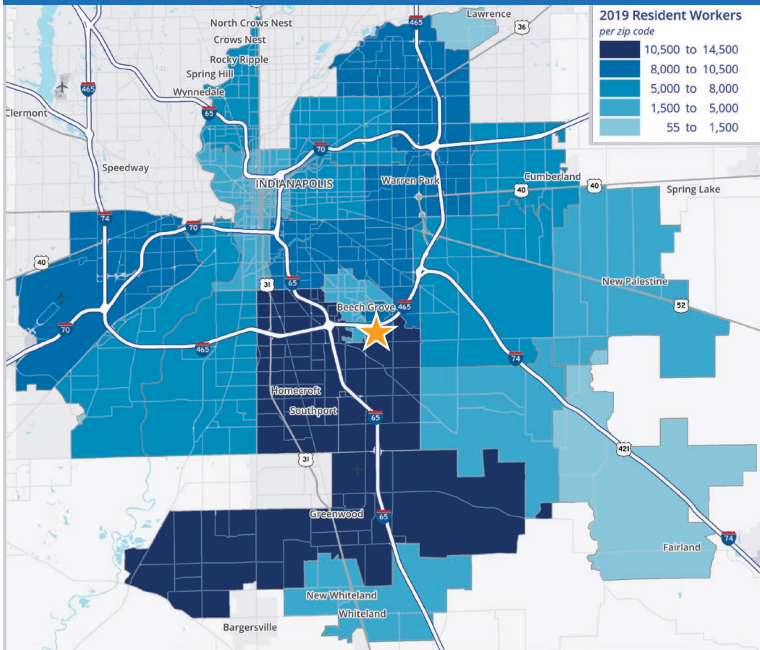 2019 Resident Workers
per zip code
10,500 to 14,500
8,000 to 10,500
5,000 to 8,000
1,500 to 5,000
55 to 1,500
Lawrence
465
36
North Crows Nest
Crows Nest
Rocky Ripple
Spring Hill
Wynnedale
465
65
Clermont
70
Speedway
INDIANAPOLIS
Warren Park
Cumberland
40
40
Spring Lake
74
70
40
31
65
New Palestine
Beech Grove
465
52
70
465
74
Homecroft
Southport
65
31
421
Greenwood
65
74
Fairland
New Whiteland
Whiteland
Bargersville